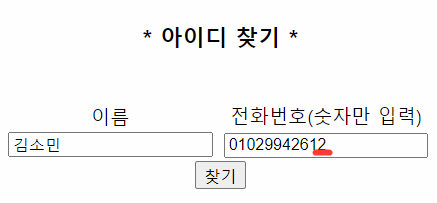 * 아이디 찾기 *
이름 전화번호(숫자만 입력)
김소민 01029942612
찾기